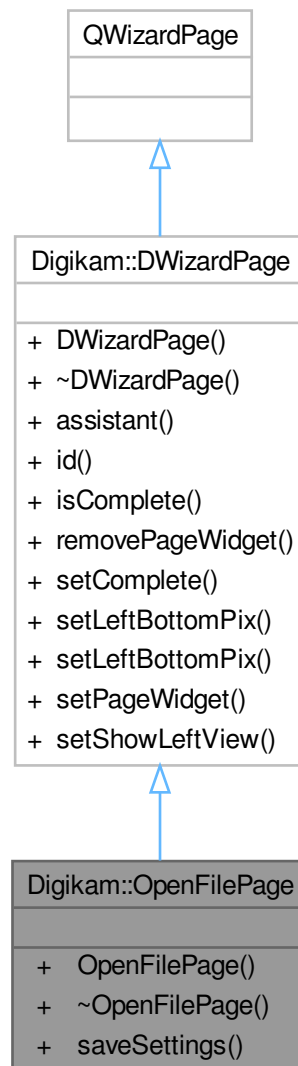 QWizardPage
Digikam::DWizardPage
+ DWizardPage()
+ ~DWizardPage()
+ assistant()
+ id()
+ isComplete()
+ removePageWidget()
+ setComplete()
+ setLeftBottomPix()
+ setLeftBottomPix()
+ setPageWidget()
+ setShowLeftView()
Digikam::OpenFilePage
+ OpenFilePage()
+ ~OpenFilePage()
+ saveSettings()